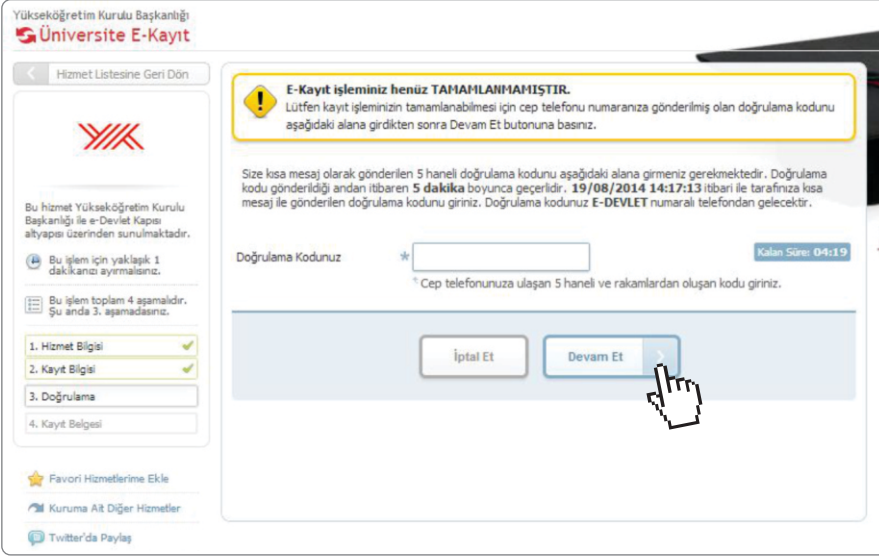 Yükseköğretim Kurulu Başkanlığı
Üniversite E-Kayıt
Hizmet Listesine Geri Dön
Bu hizmet Yükseköğretim Kurulu
Başkanlığı ile e-Devlet Kapısı
altyapısı üzerinden sunulmaktadır.
Bu işlem için yaklaşık 1
dakikanızı ayırmalısınız.
Bu işlem toplam 4 aşamalıdır.
Şu anda 3. aşamadasınız.
1. Hizmet Bilgisi
2. Kayıt Bilgisi
3. Doğrulama
4. Kayıt Belgesi
Favori Hizmetlerime Ekle
Kuruma Ait Diğer Hizmetler
Twitter'da Paylaş
E-Kayıt işleminiz henüz TAMAMLANMAMIŞTIR.
Lütfen kayıt işleminizin tamamlanabilmesi için cep telefonu numaranıza gönderilmiş olan doğrulama kodunu
aşağıdaki alana girdikten sonra Devam Et butonuna basınız.
Size kısa mesaj olarak gönderilen 5 haneli doğrulama kodunu aşağıdaki alana girmeniz gerekmektedir. Doğrulama
kodu gönderildiği andan itibaren 5 dakika boyunca geçerlidir. 19/08/2014 14:17:13 itibari ile tarafınıza kısa
mesaj ile gönderilen doğrulama kodunu giriniz. Doğrulama kodunuz E-DEVLET numaralı telefondan gelecektir.
Doğrulama Kodunuz *
Kalan Süre: 04:19
* Cep telefonunuza ulaşan 5 haneli ve rakamlardan oluşan kodu giriniz.
İptal Et
Devam Et